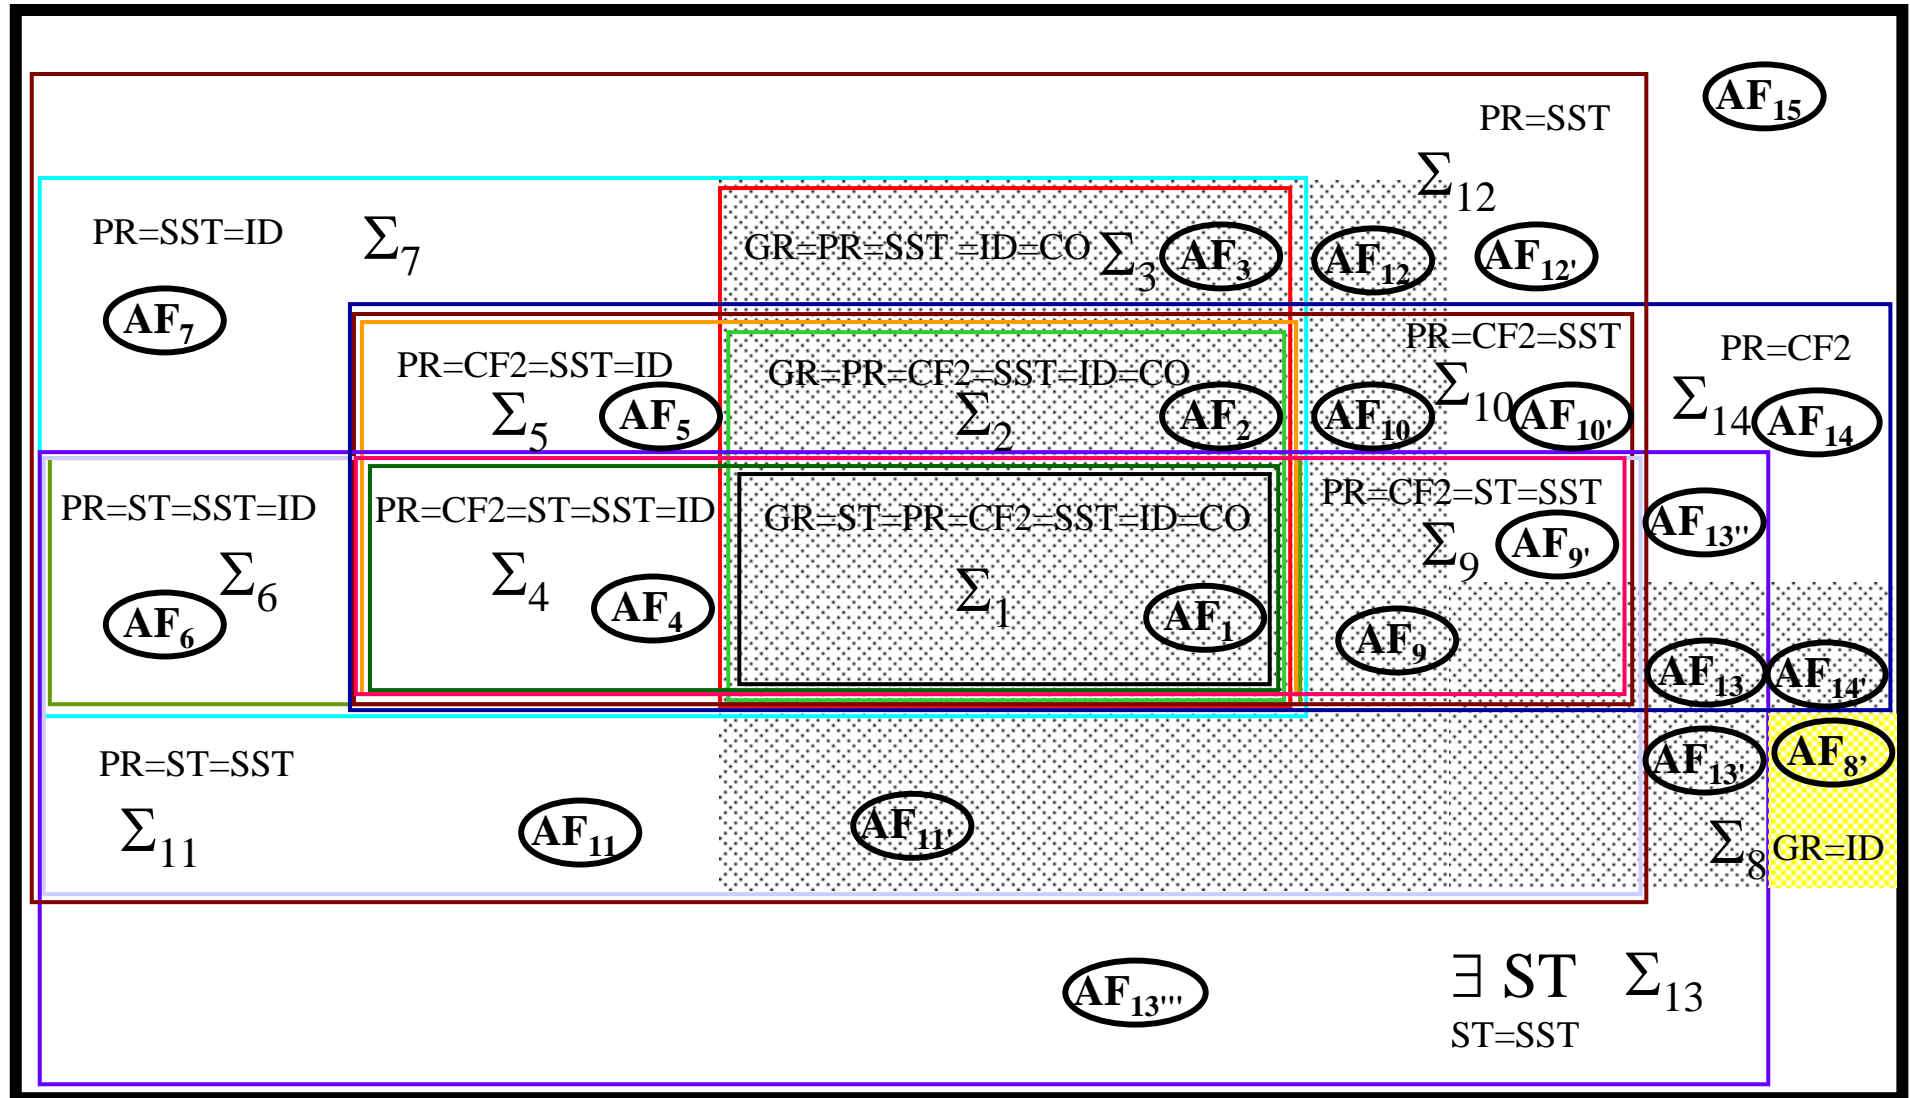 AF15
PR=SST
Σ12
PR=SST=ID
Σ7
GR=PR=SST =ID=CO
Σ3
AF3
AF12
AF12'
AF7
PR=CF2=SST=ID
Σ5
AF5
GR=PR=CF2=SST=ID=CO
Σ2
AF2
AF10
PR=CF2=SST
Σ10
AF10'
PR=CF2
Σ14
AF14
PR=ST=SST=ID
Σ6
AF6
PR=CF2=ST=SST=ID
Σ4
AF4
GR=ST=PR=CF2=SST=ID=CO
Σ1
AF1
PR=CF2=ST=SST
Σ9
AF9'
AF9
AF13''
AF13
AF14'
PR=ST=SST
Σ11
AF11
AF11'
AF13'
AF8'
Σ8
GR=ID
AF13'''
∃ ST Σ13
ST=SST